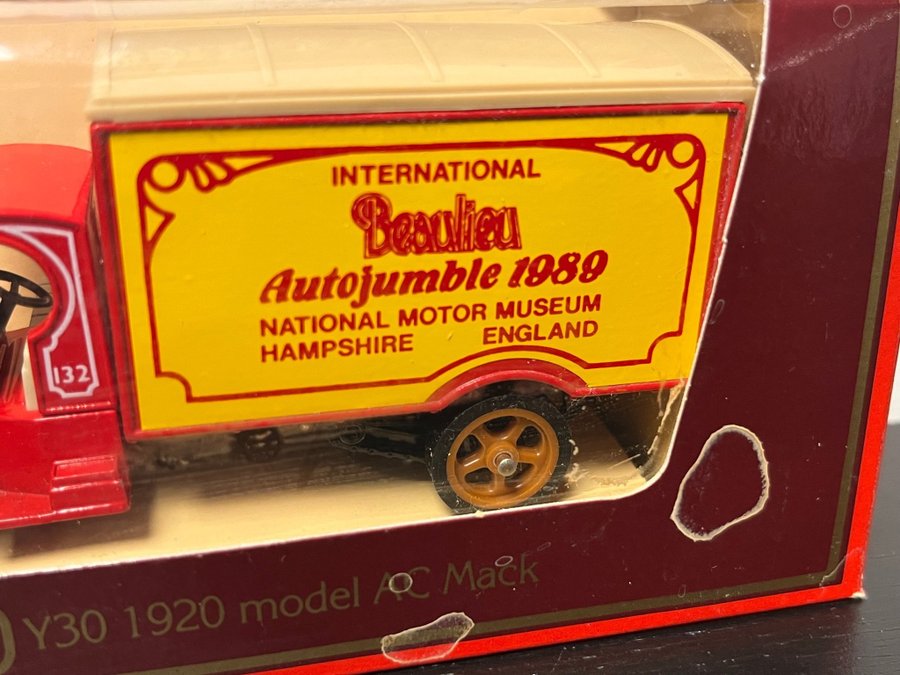 INTERNATIONAL
Beaulieu
Autojumble 1989
NATIONAL MOTOR MUSEUM
HAMPSHIRE ENGLAND
132
Y30 1920 model AC Mack